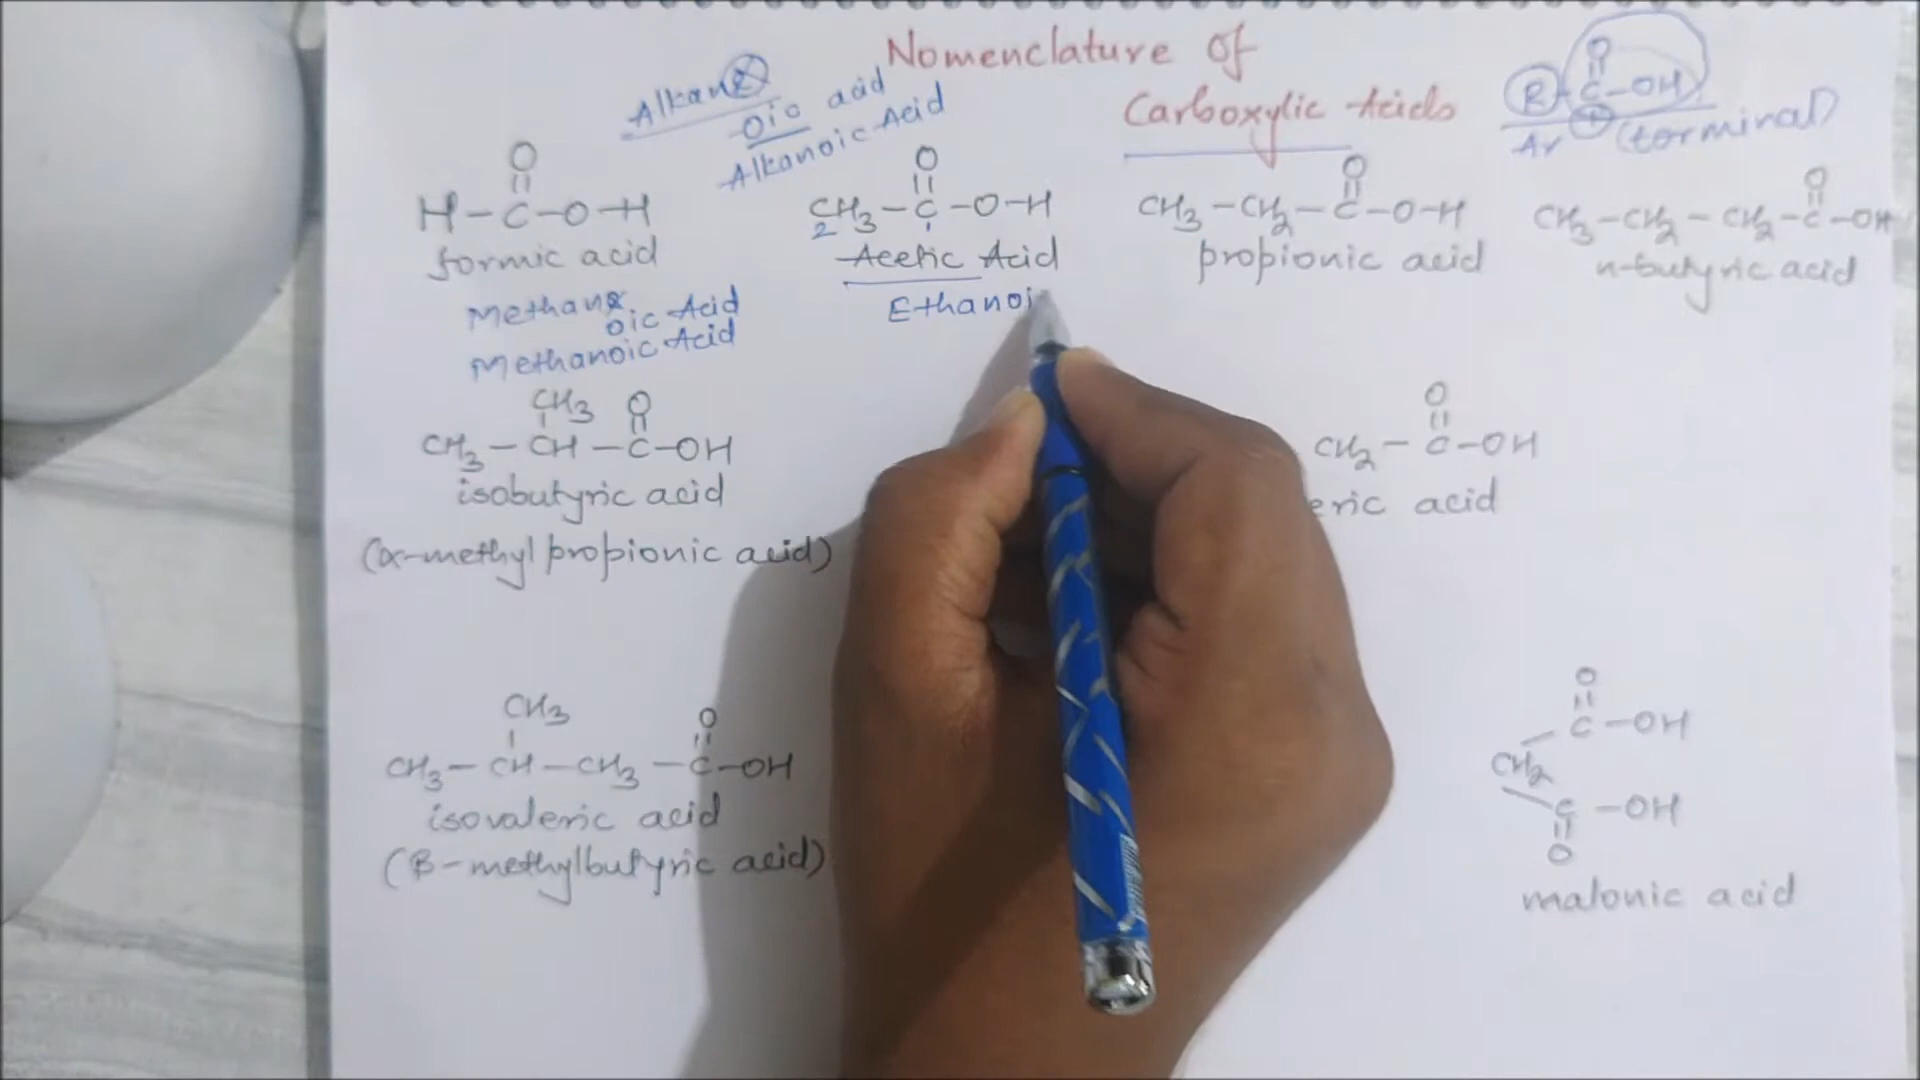 Nomenclature of
Carboxylic Acids
Alkane
oic acid
Alkanoic Acid
O
R-C-OH
Ar (terminal)
1
O
H-C-O-H
formic acid
Methane
oic Acid
Methanoic Acid
O
CH3-C-O-H
2
Acetic Acid
Ethanoi
O
CH3-CH2-C-O-H
propionic acid
O
CH3-CH2-CH2-C-OH
n-butyric acid
CH3 O
CH3-CH-C-OH
isobutyric acid
(α-methyl propionic acid)
O
CH2-C-OH
eric acid
CH3 O
CH3-CH-CH3-C-OH
isovaleric acid
(β-methylbutyric acid)
O
C-OH
CH2
C-OH
O
malonic acid